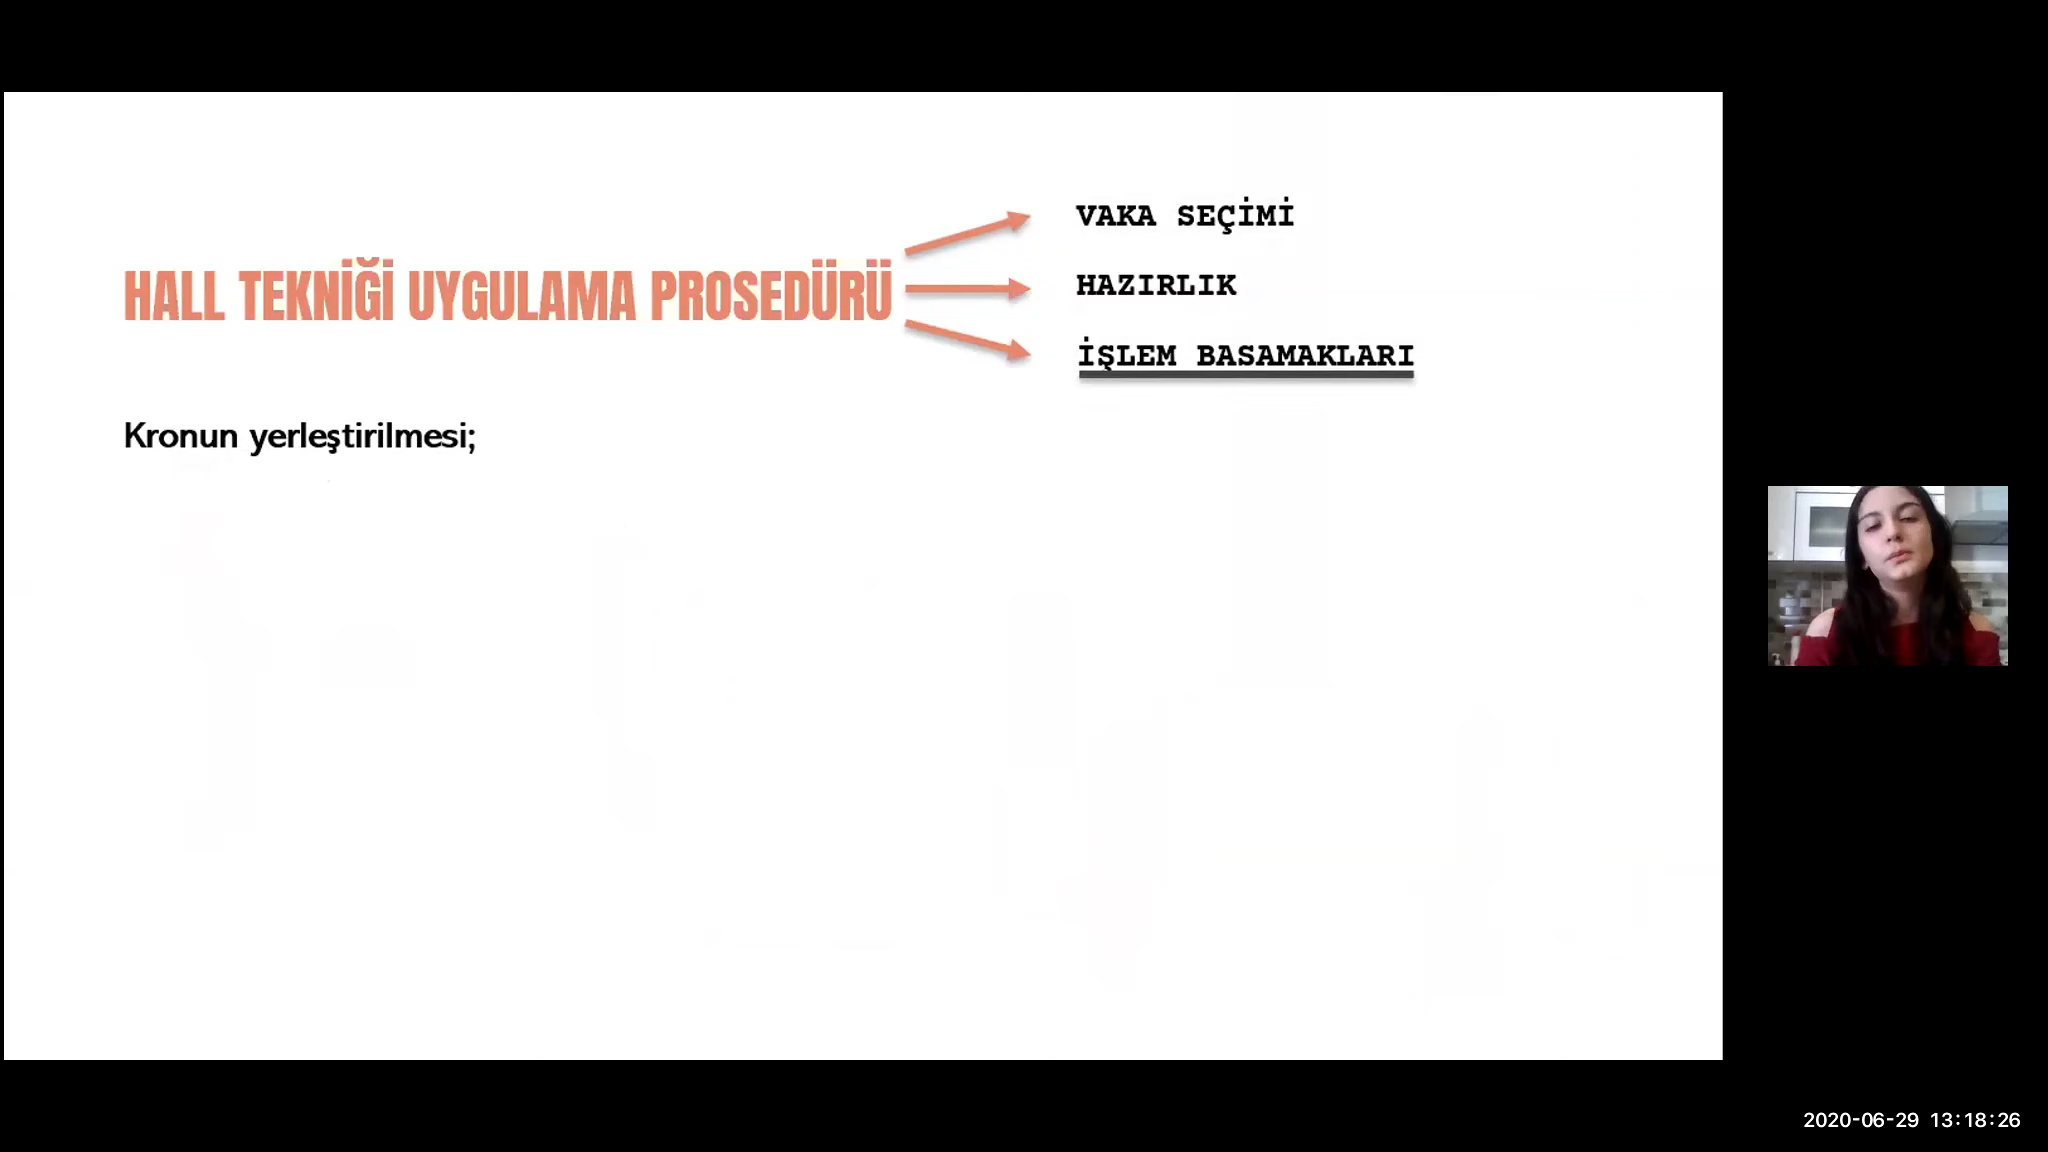 HALL TEKNİĞİ UYGULAMA PROSEDÜRÜ
VAKA SEÇİMİ
HAZIRLIK
İŞLEM BASAMAKLARI
Kronun yerleştirilmesi;
2020-06-29 13:18:26